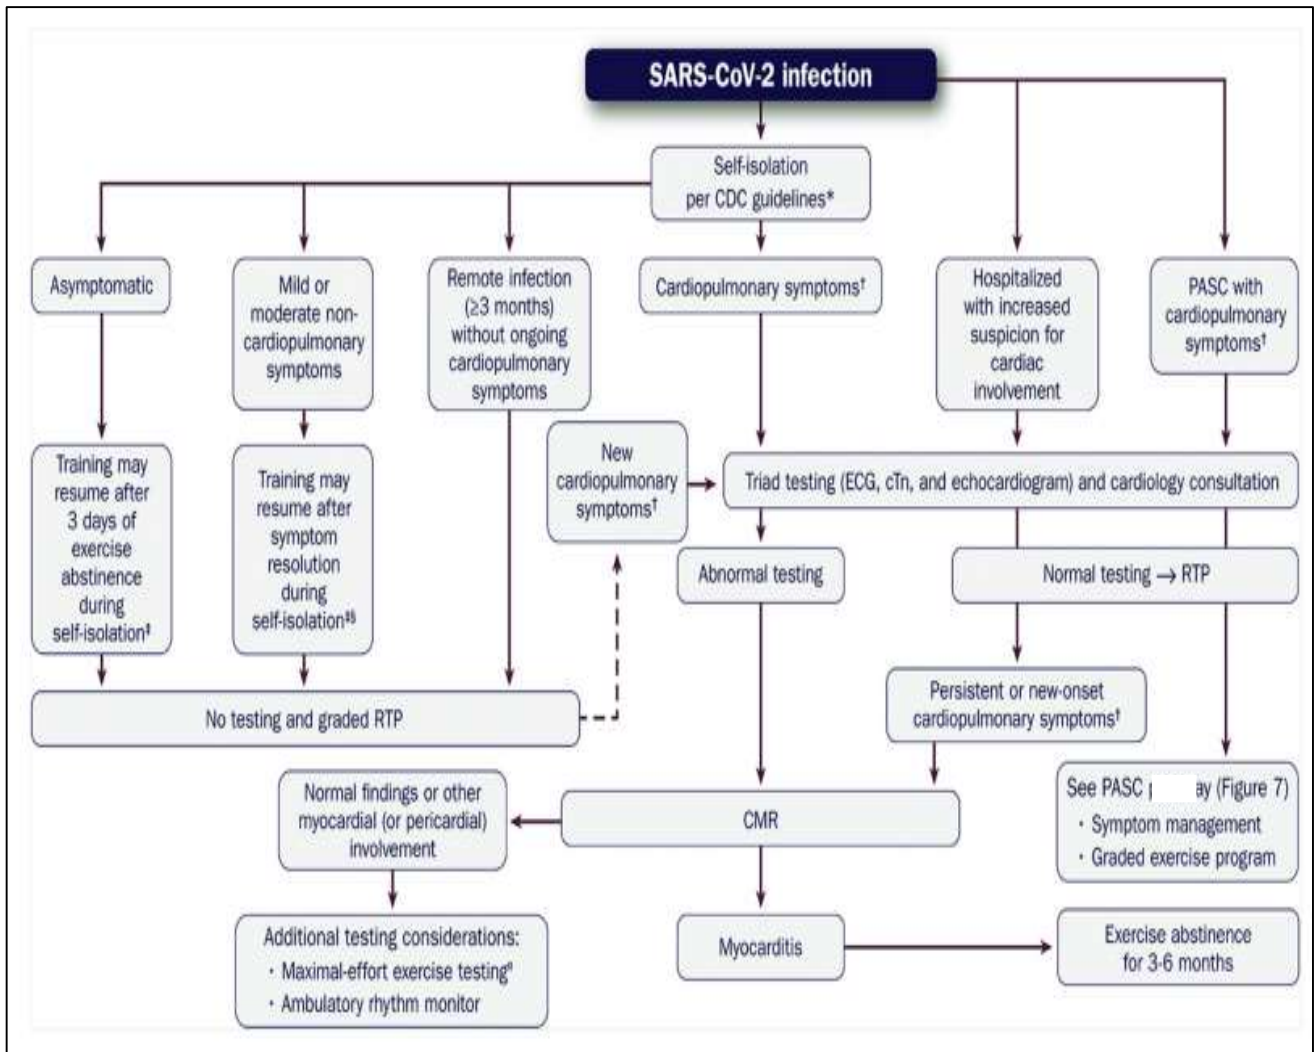 SARS-CoV-2 infection
Self-isolation
per CDC guidelines*
Asymptomatic
Mild or
moderate non-
cardiopulmonary
symptoms
Remote infection
(≥3 months)
without ongoing
cardiopulmonary
symptoms
Cardiopulmonary symptoms†
Hospitalized
with increased
suspicion for
cardiac
involvement
PASC with
cardiopulmonary
symptoms†
Training may
resume after
3 days of
exercise
abstinence
during
self-isolation‡
Training may
resume after
symptom
resolution
during
self-isolation‡§
New
cardiopulmonary
symptoms†
Triad testing (ECG, cTn, and echocardiogram) and cardiology consultation
Abnormal testing
Normal testing → RTP
No testing and graded RTP
Persistent or new-onset
cardiopulmonary symptoms†
Normal findings or other
myocardial (or pericardial)
involvement
CMR
See PASC (Figure 7)
• Symptom management
• Graded exercise program
Additional testing considerations:
• Maximal-effort exercise testing
• Ambulatory rhythm monitor
Myocarditis
Exercise abstinence
for 3-6 months